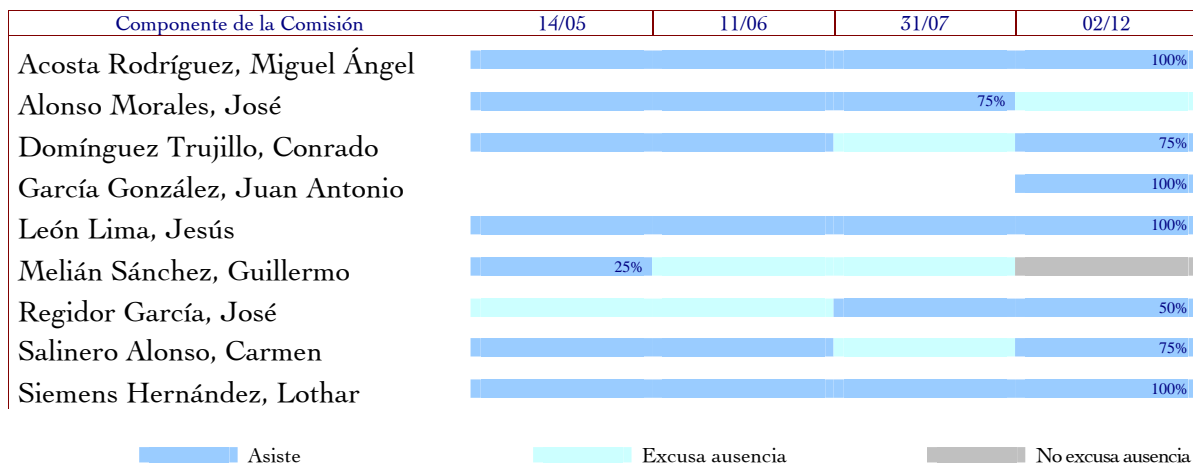 Componente de la Comisión 14/05 11/06 31/07 02/12
Acosta Rodríguez, Miguel Ángel 100%
Alonso Morales, José 75%
Domínguez Trujillo, Conrado 75%
García González, Juan Antonio 100%
León Lima, Jesús 100%
Melián Sánchez, Guillermo 25%
Regidor García, José 50%
Salinero Alonso, Carmen 75%
Siemens Hernández, Lothar 100%
Asiste Excusa ausencia No excusa ausencia